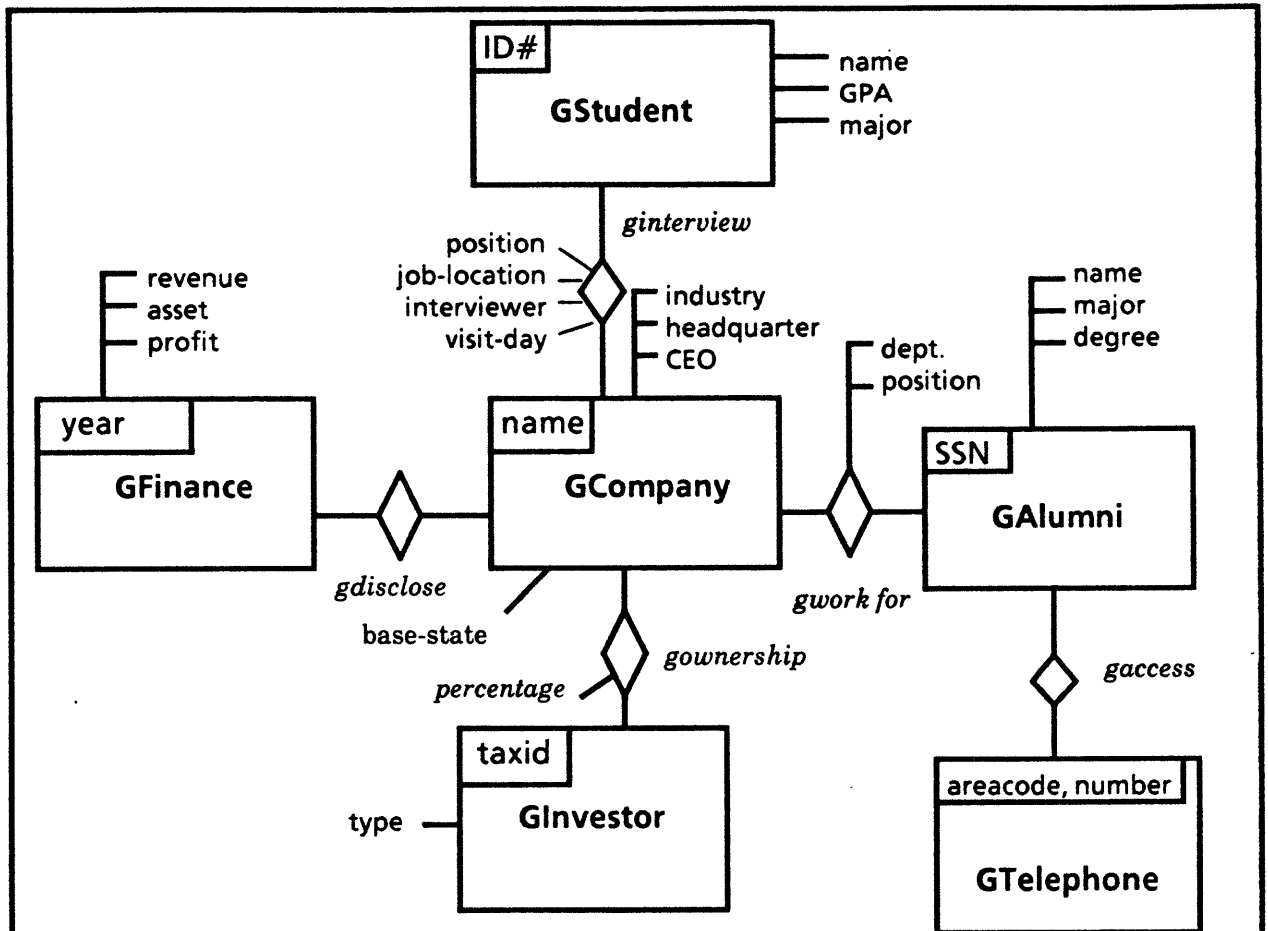 ID#
GStudent
name
GPA
major
ginterview
position
job-location
interviewer
visit-day
industry
headquarter
CEO
revenue
asset
profit
year
GFinance
gdisclose
name
GCompany
base-state
dept.
position
gwork for
name
major
degree
SSN
GAlumni
gownership
percentage
taxid
GInvestor
type
gaccess
areacode, number
GTelephone